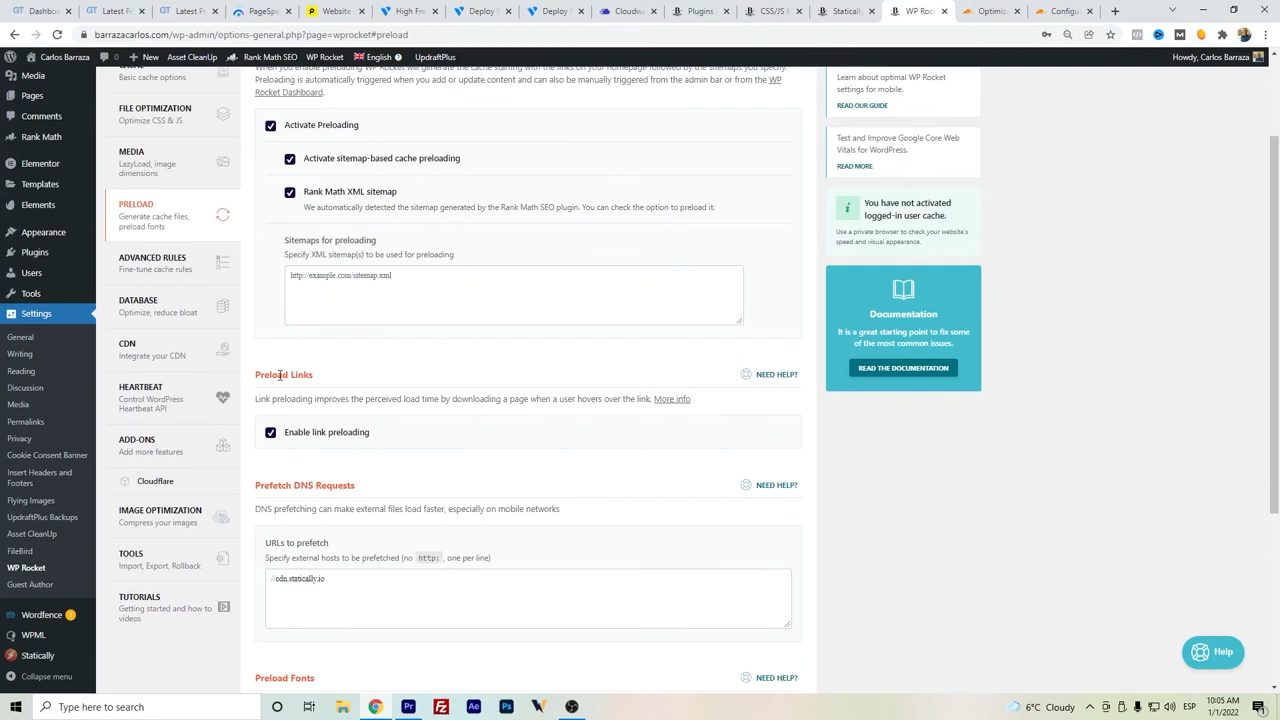 Dashbo
Pagesp
Website
High Fre
Deploy S
Deploy f
Cloudw
Plugins
CSS/JS
Statically
WP Rock
Optimi
Config
barrazacarlos.com/wp-admin/options-general.php?page=wprocket#preload
0
New
Asset CleanUp
Rank Math SEO
WP Rocket
English
UpdraftPlus
Howdy, Carlos Barraza
Media
Pages
Comments
Rank Math
Elementor
Templates
Elements
Appearance
Plugins
Users
Tools
Settings
General
Writing
Reading
Discussion
Media
Permalinks
Privacy
Cookie Consent Banner
Insert Headers and
Footers
Flying Images
UpdraftPlus Backups
Asset CleanUp
FileBird
WP Rocket
Guest Author
Wordfence
WPML
Statically
Collapse menu
Basic cache options
FILE OPTIMIZATION
Optimize CSS & JS
MEDIA
LazyLoad, image
dimensions
PRELOAD
Generate cache files,
preload fonts
ADVANCED RULES
Fine-tune cache rules
DATABASE
Optimize, reduce bloat
CDN
Integrate your CDN
HEARTBEAT
Control WordPress
Heartbeat API
ADD-ONS
Add more features
Cloudflare
IMAGE OPTIMIZATION
Compress your images
TOOLS
Import, Export, Rollback
TUTORIALS
Getting started and how to
videos
When you enable preloading WP Rocket will generate the cache starting with the links on your homepage followed by the sitemaps you specify.
Preloading is automatically triggered when you add or update content and can also be manually triggered from the admin bar or from the WP
Rocket Dashboard.
Activate Preloading
Activate sitemap-based cache preloading
Rank Math XML sitemap
We automatically detected the sitemap generated by the Rank Math SEO plugin. You can check the option to preload it.
Sitemaps for preloading
Specify XML sitemap(s) to be used for preloading
http://example.com/sitemap.xml
Preload Links
NEED HELP?
Link preloading improves the perceived load time by downloading a page when a user hovers over the link. More info
Enable link preloading
Prefetch DNS Requests
NEED HELP?
DNS prefetching can make external files load faster, especially on mobile networks
URLs to prefetch
Specify external hosts to be prefetched (no http: , one per line)
//cdn.statically.io
Preload Fonts
NEED HELP?
Learn about optimal WP Rocket
settings for mobile.
READ OUR GUIDE
Test and Improve Google Core Web
Vitals for WordPress.
READ MORE
You have not activated
logged-in user cache.
Use a private browser to check your website's
speed and visual appearance.
Documentation
It is a great starting point to fix some
of the most common issues.
READ THE DOCUMENTATION
Help
Type here to search
6°C Cloudy
ESP
10:05 AM
1/1/2022